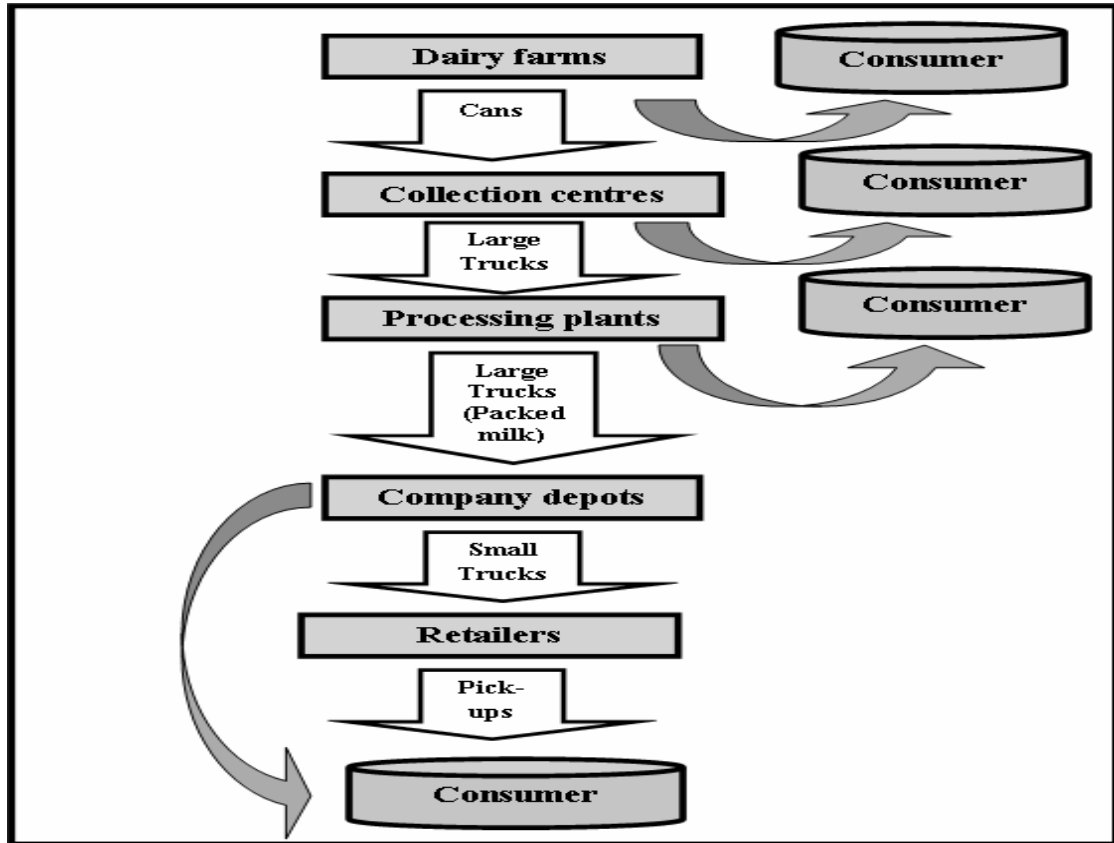 Dairy farms
Consumer
Cans
Consumer
Collection centres
Large
Trucks
Consumer
Processing plants
Large
Trucks
(Packed
milk)
Company depots
Small
Trucks
Retailers
Pick-
ups
Consumer